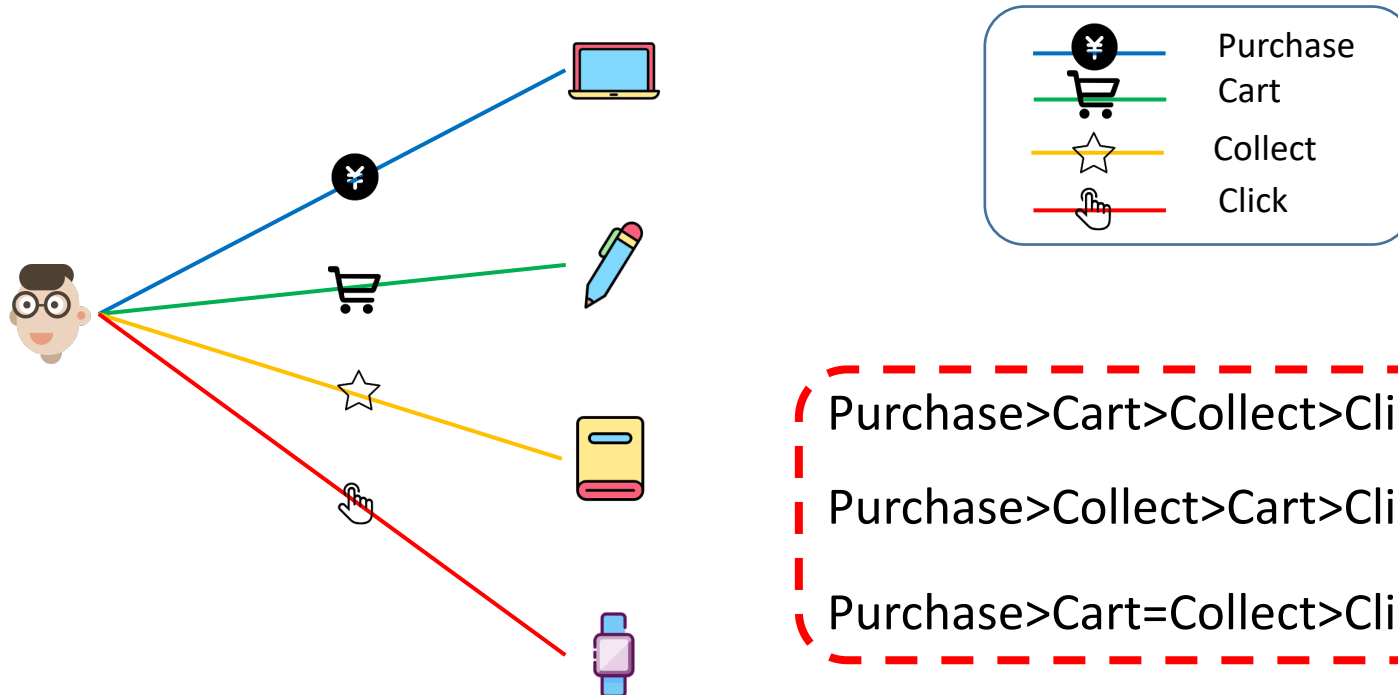 ¥ Purchase
Cart
Collect
Click
¥
Purchase>Cart>Collect>Cli
Purchase>Collect>Cart>Cli
Purchase>Cart=Collect>Cli